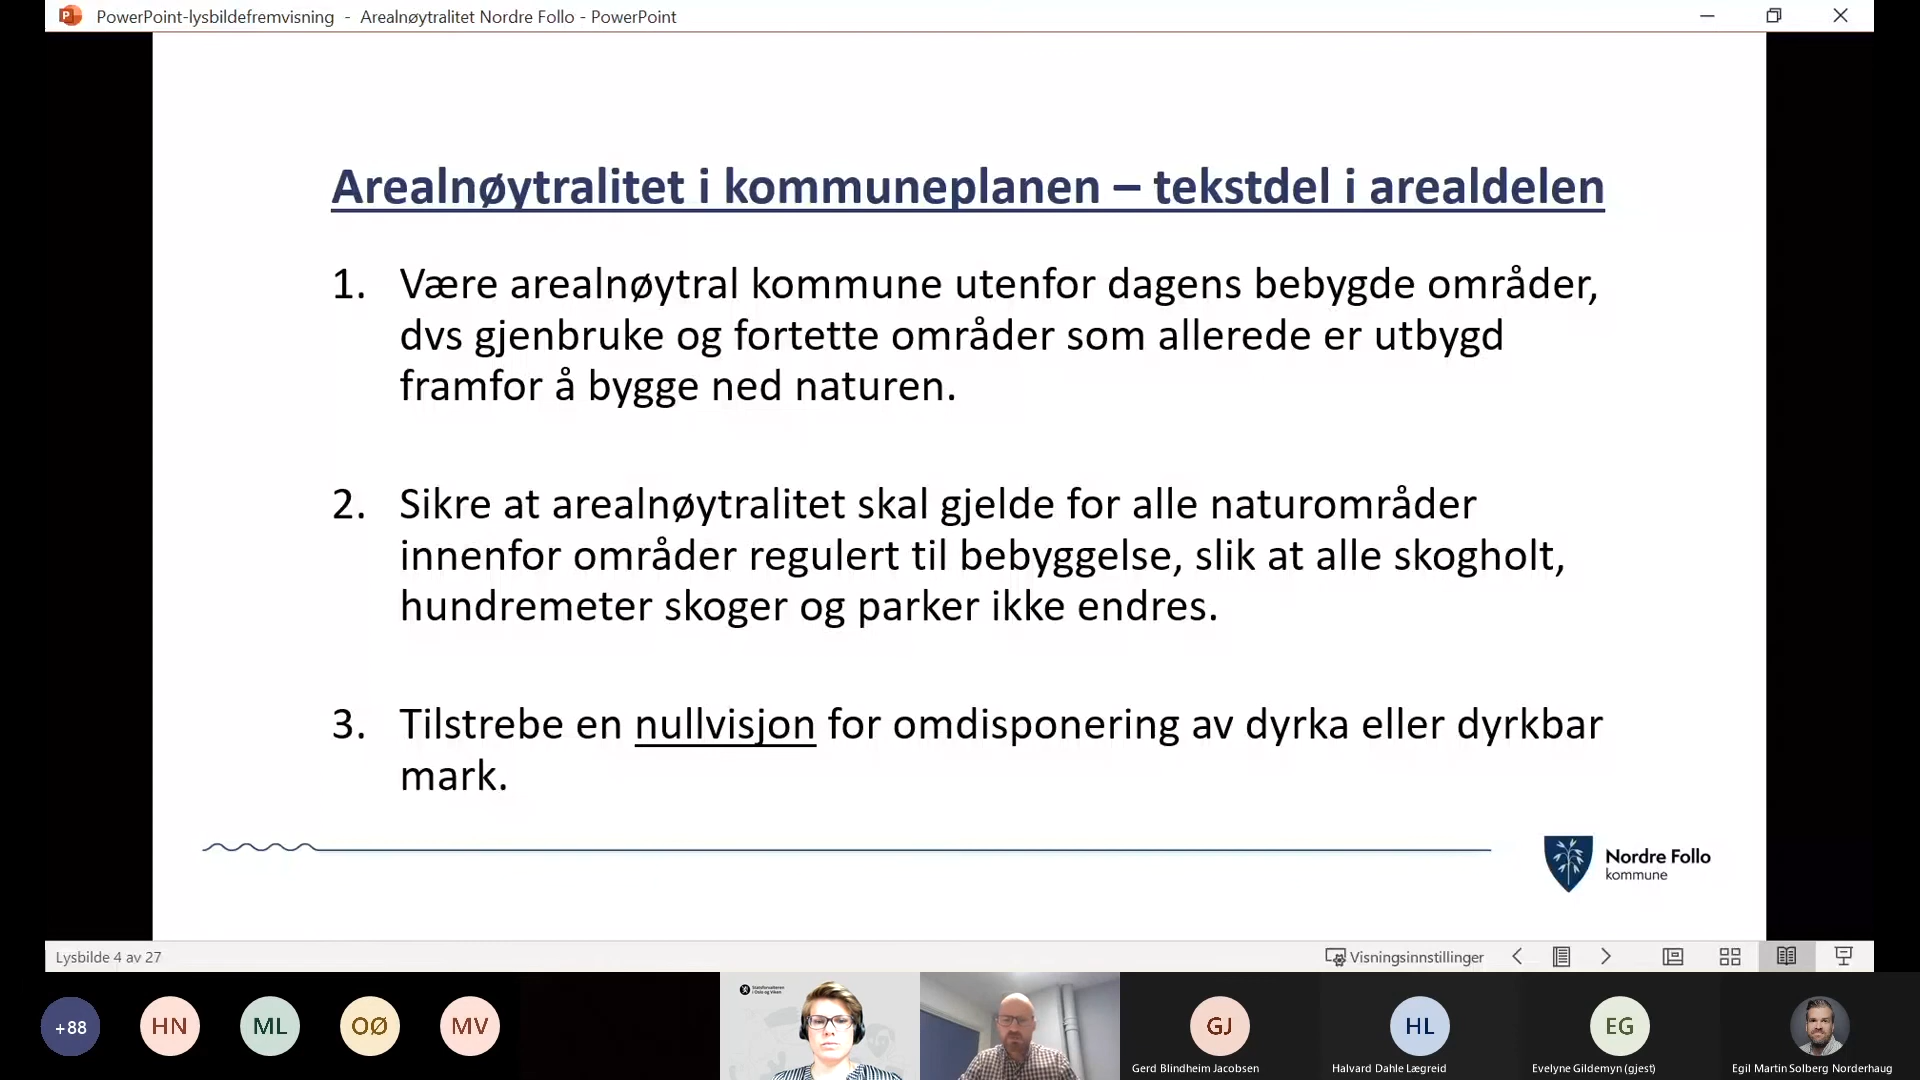 PowerPoint-lysbildefremvisning - Arealnøytralitet Nordre Follo - PowerPoint
Arealnøytralitet i kommuneplanen – tekstdel i arealdelen
1. Være arealnøytral kommune utenfor dagens bebygde områder,
dvs gjenbruke og fortette områder som allerede er utbygd
framfor å bygge ned naturen.
2. Sikre at arealnøytralitet skal gjelde for alle naturområder
innenfor områder regulert til bebyggelse, slik at alle skogholt,
hundremeter skoger og parker ikke endres.
3. Tilstrebe en nullvisjon for omdisponering av dyrka eller dyrkbar
mark.
Nordre Follo
kommune
Lysbilde 4 av 27
Visningsinnstillinger
+88
HN
ML
OØ
MV
Statsforvalteren
i Oslo og Viken
GJ
HL
EG
Gerd Blindheim Jacobsen
Halvard Dahle Lægreid
Evelyne Gildemyn (gjest)
Egil Martin Solberg Norderhaug